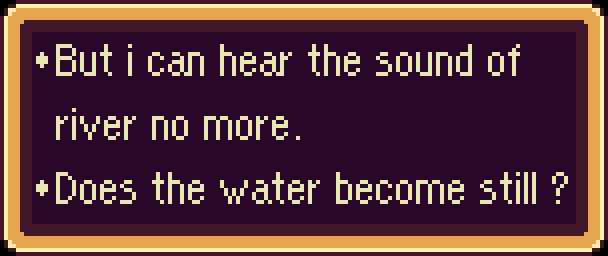 •But i can hear the sound of
river no more.
•Does the water become still ?